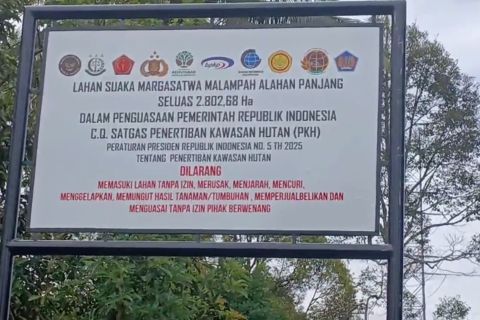 LAHAN SUAKA MARGASATWA MALAMPAH ALAHAN PANJANG
SELUAS 2.802,68 Ha
DALAM PENGUASAAN PEMERINTAH REPUBLIK INDONESIA
C.Q. SATGAS PENERTIBAN KAWASAN HUTAN (PKH)
PERATURAN PRESIDEN REPUBLIK INDONESIA NO. 5 TH 2025
TENTANG PENERTIBAN KAWASAN HUTAN
DILARANG
MEMASUKI LAHAN TANPA IZIN, MERUSAK, MENJARAH, MENCURI,
MENGGELAPKAN, MEMUNGUT HASIL TANAMAN/TUMBUHAN , MEMPERJUALBELIKAN DAN
MENGUASAI TANPA IZIN PIHAK BERWENANG